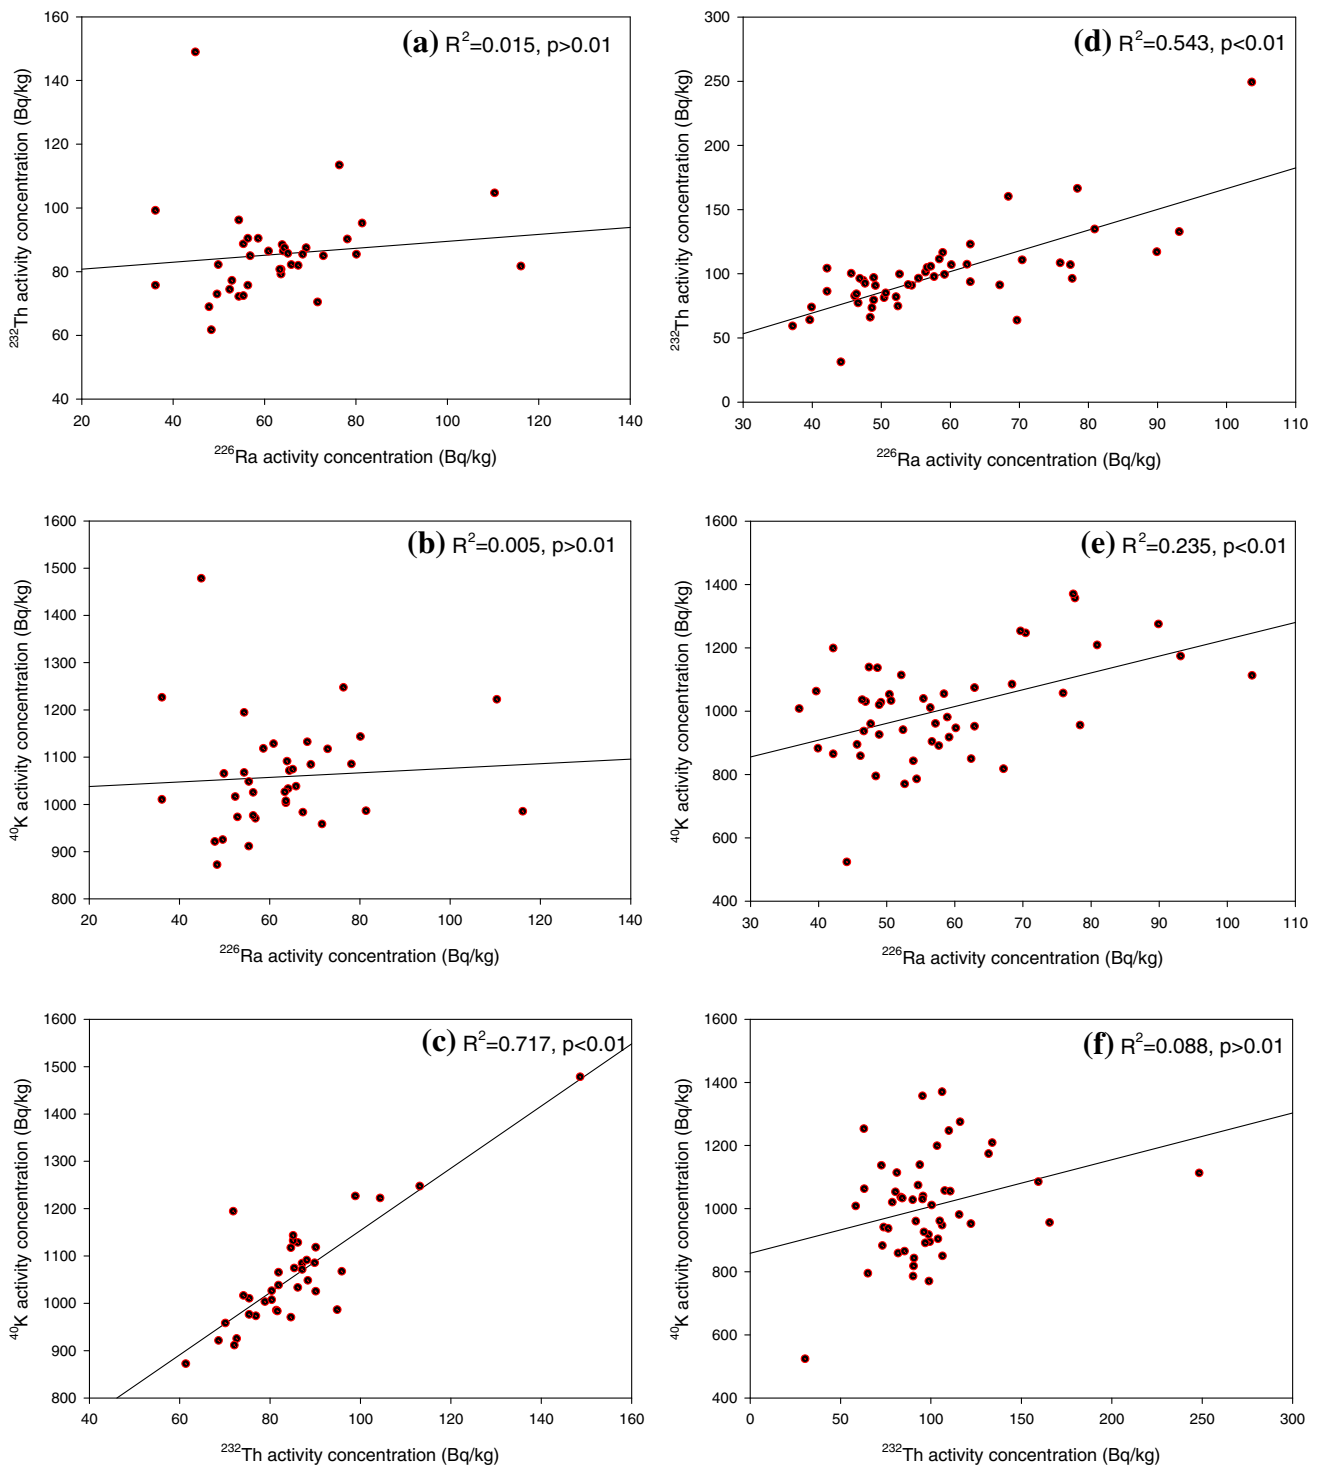 (a) R²=0.015, p>0.01
²³²Th activity concentration (Bq/kg)
160
140
120
100
80
60
40
20 40 60 80 100 120 140
²²⁶Ra activity concentration (Bq/kg)
(d) R²=0.543, p<0.01
²³²Th activity concentration (Bq/kg)
300
250
200
150
100
50
0
30 40 50 60 70 80 90 100 110
²²⁶Ra activity concentration (Bq/kg)
(b) R²=0.005, p>0.01
⁴⁰K activity concentration (Bq/kg)
1600
1500
1400
1300
1200
1100
1000
900
800
20 40 60 80 100 120 140
²²⁶Ra activity concentration (Bq/kg)
(e) R²=0.235, p<0.01
⁴⁰K activity concentration (Bq/kg)
1600
1400
1200
1000
800
600
400
30 40 50 60 70 80 90 100 110
²²⁶Ra activity concentration (Bq/kg)
(c) R²=0.717, p<0.01
⁴⁰K activity concentration (Bq/kg)
1600
1500
1400
1300
1200
1100
1000
900
800
40 60 80 100 120 140 160
²³²Th activity concentration (Bq/kg)
(f) R²=0.088, p>0.01
⁴⁰K activity concentration (Bq/kg)
1600
1400
1200
1000
800
600
400
0 50 100 150 200 250 300
²³²Th activity concentration (Bq/kg)